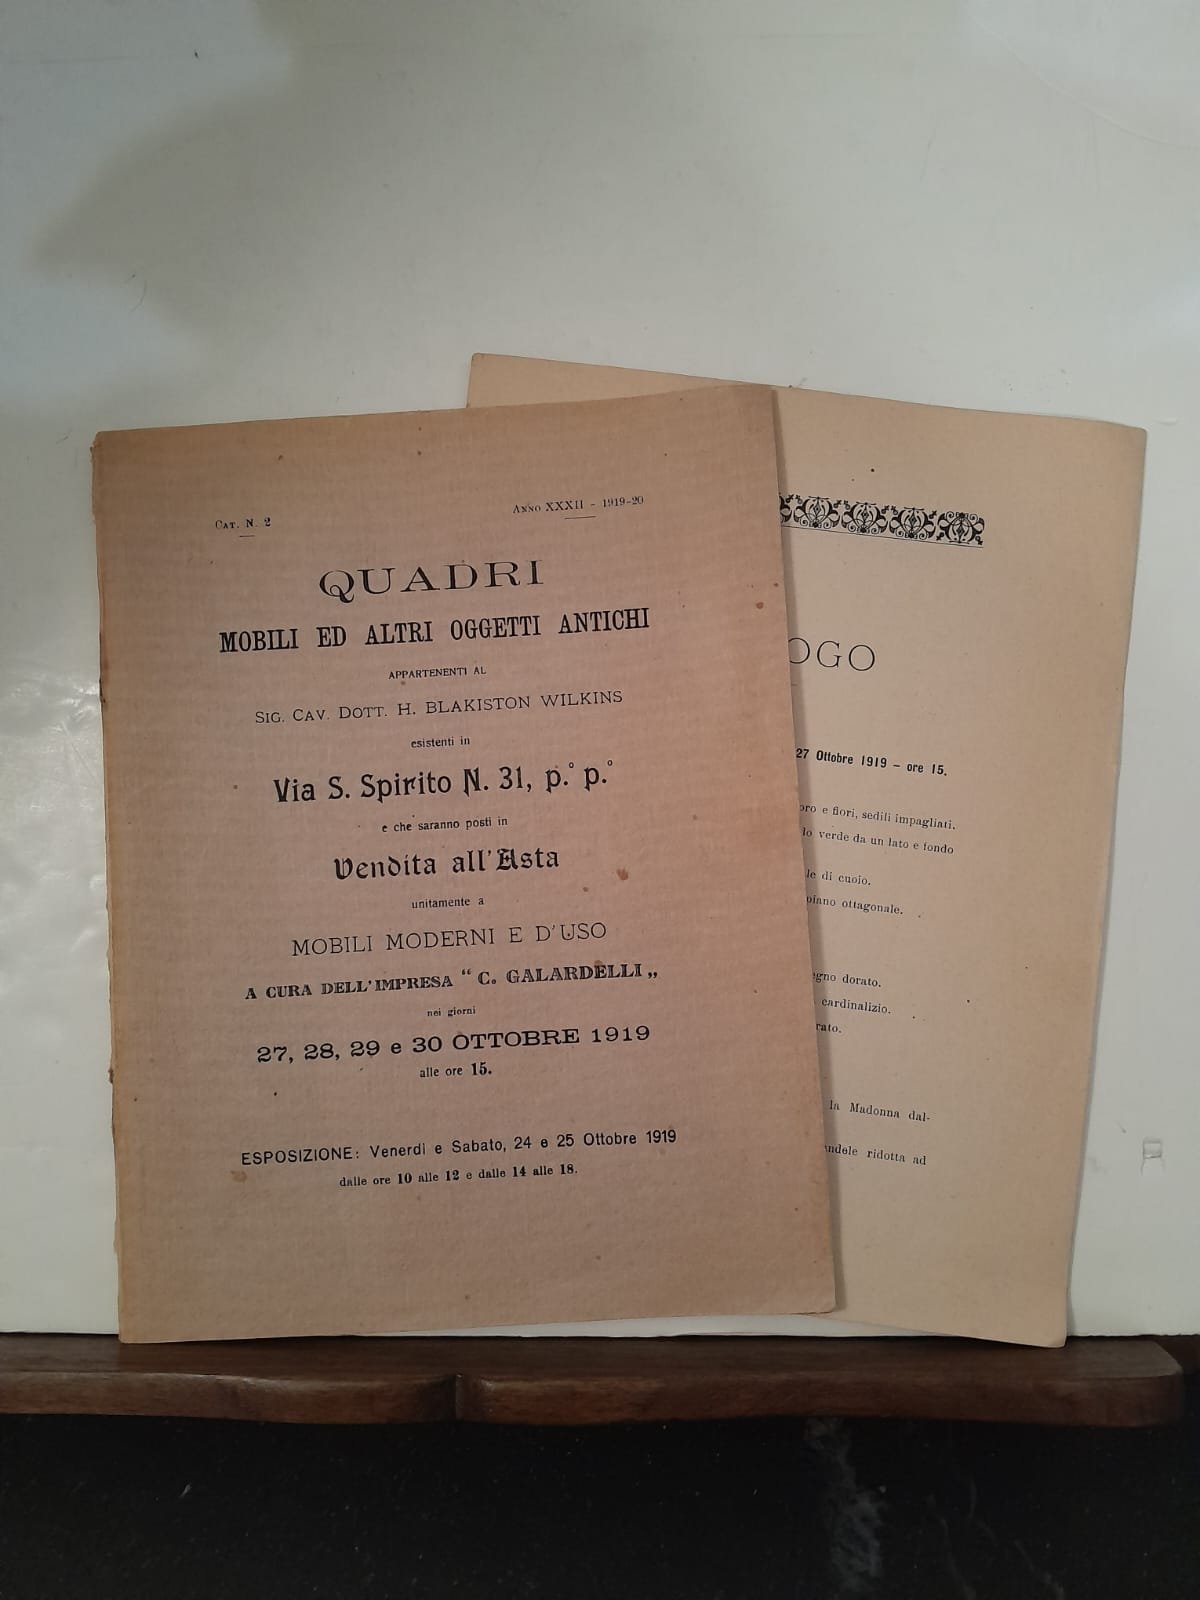 Cat. N. 2
Anno XXXII - 1919-20
QUADRI
MOBILI ED ALTRI OGGETTI ANTICHI
APPARTENENTI AL
SIG. CAV. DOTT. H. BLAKISTON WILKINS
esistenti in
Via S. Spirito N. 31, p.° p.°
e che saranno posti in
Vendita all'Asta
unitamente a
MOBILI MODERNI E D'USO
A CURA DELL'IMPRESA “ C. GALARDELLI „
nei giorni
27, 28, 29 e 30 OTTOBRE 1919
alle ore 15.
ESPOSIZIONE: Venerdì e Sabato, 24 e 25 Ottobre 1919
dalle ore 10 alle 12 e dalle 14 alle 18.
OGO
27 Ottobre 1919 - ore 15.
oro e fiori, sedili impagliati.
lo verde da un lato e fondo
le di cuoio.
piano ottagonale.
egno dorato.
cardinalizio.
rato.
la Madonna dal-
andele ridotta ad